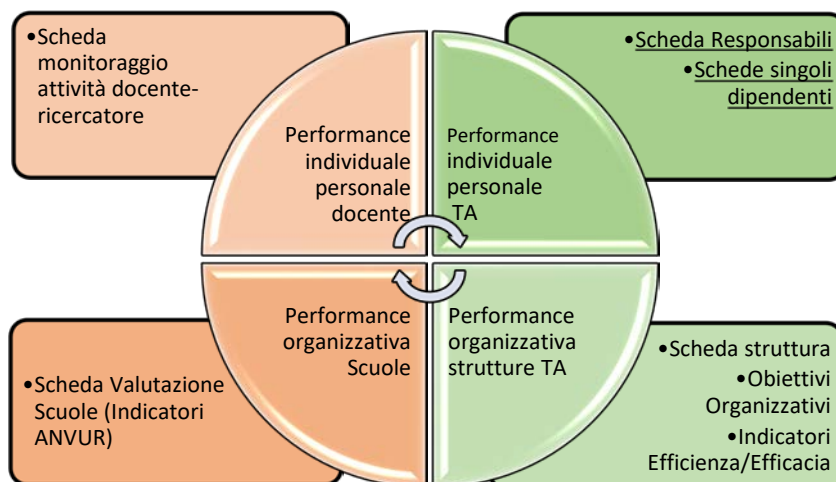 •Scheda
monitoraggio
attività docente-
ricercatore
•Scheda Responsabili
•Schede singoli
dipendenti
Performance
individuale
personale
docente
Performance
individuale
personale
TA
Performance
organizzativa
Scuole
Performance
organizzativa
strutture TA
•Scheda Valutazione
Scuole (Indicatori
ANVUR)
•Scheda struttura
•Obiettivi
Organizzativi
•Indicatori
Efficienza/Efficacia